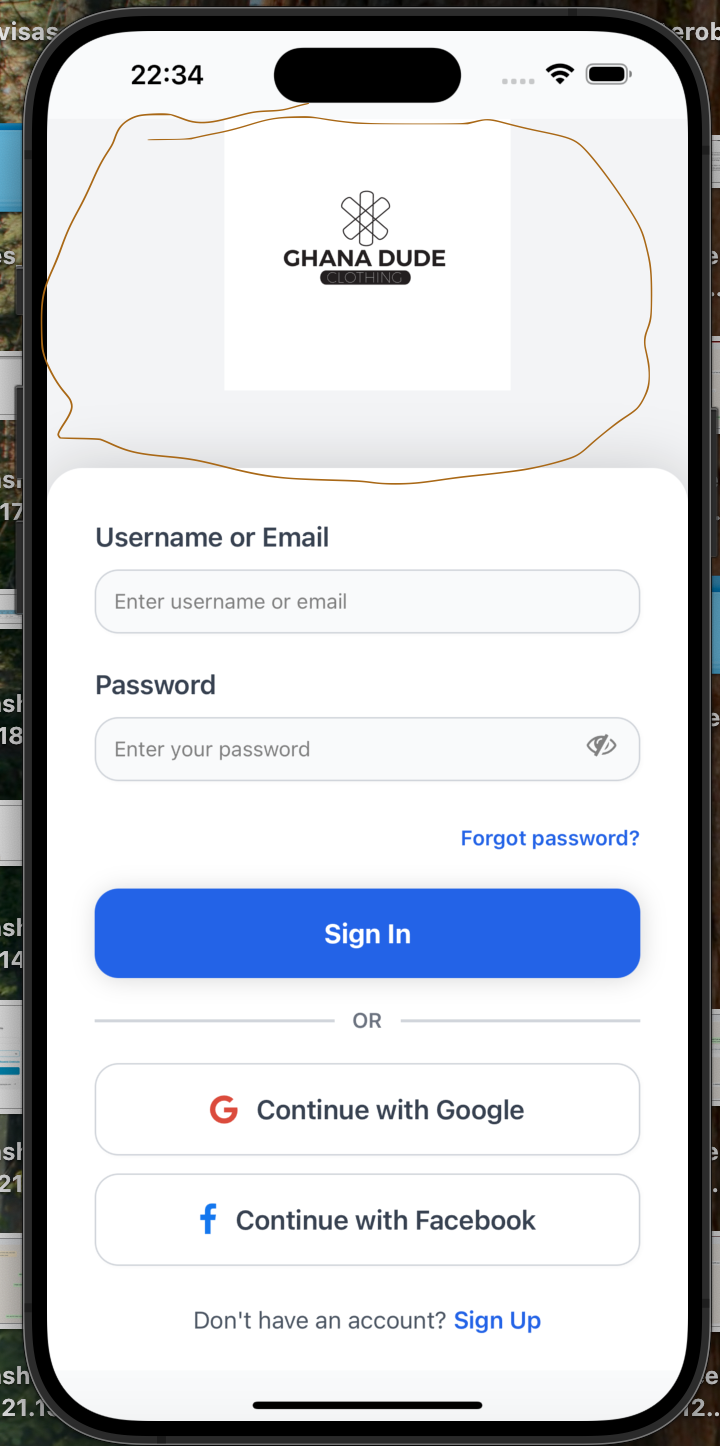 22:34
GHANA DUDE
CLOTHING
Username or Email
Enter username or email
Password
Enter your password
Forgot password?
Sign In
OR
G Continue with Google
f Continue with Facebook
Don't have an account? Sign Up